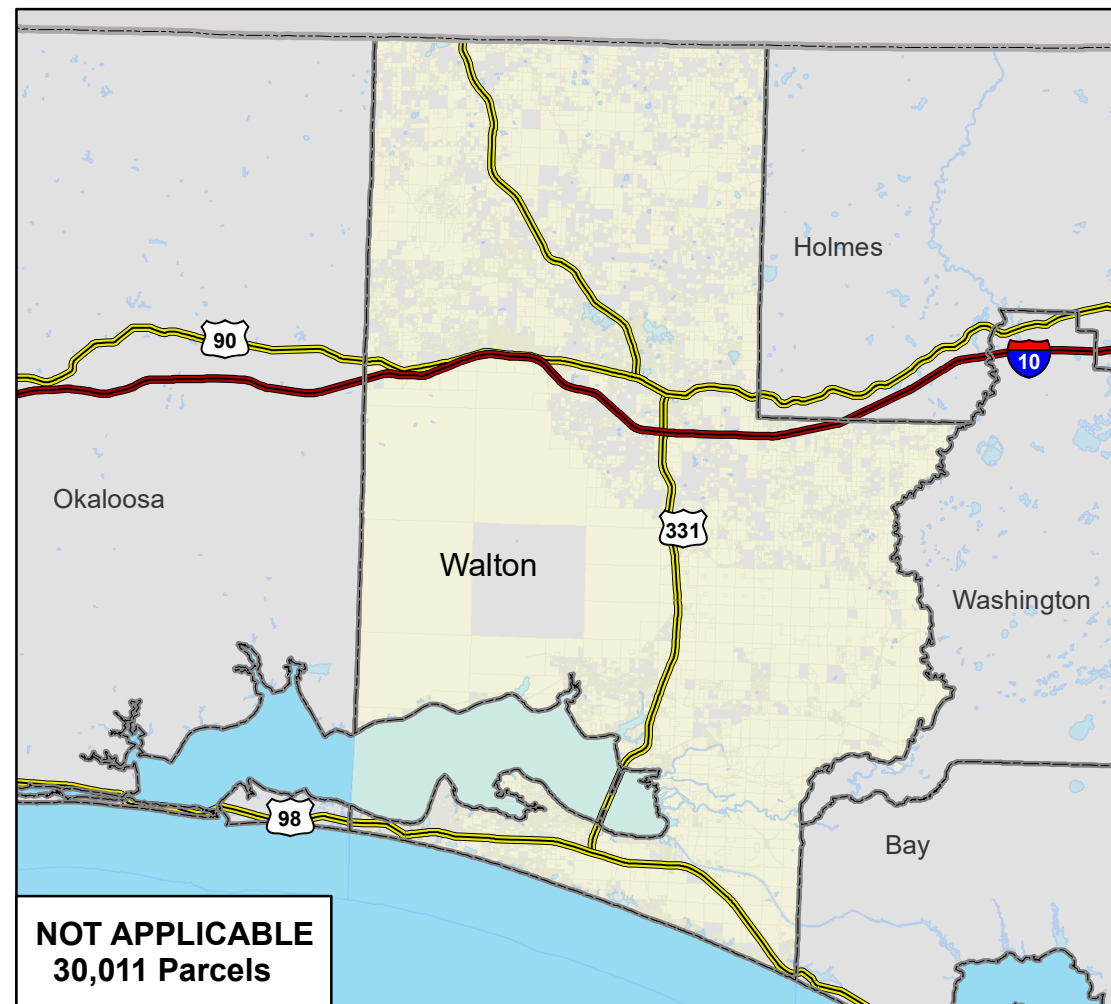 Holmes
90
10
Okaloosa
331
Walton
Washington
98
Bay
NOT APPLICABLE
30,011 Parcels